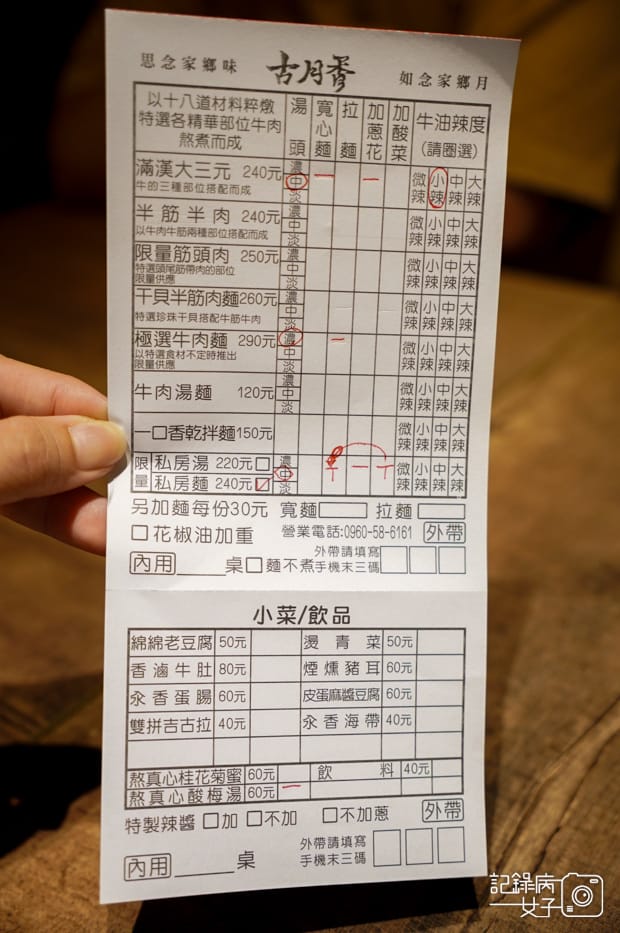 思念家鄉味 古月香 如念家鄉月
以十八道材料粹燉
特選各精華部位牛肉
熬煮而成
湯頭 寬心麵 拉麵 加蔥花 加酸菜 牛油辣度
(請圈選)
滿漢大三元 240元 濃 中 淡 微辣 小辣 中辣 大辣
牛的三種部位搭配而成
半筋半肉 240元 濃 中 淡 微辣 小辣 中辣 大辣
以牛肉牛筋兩種部位搭配而成
限量筋頭肉 250元 濃 中 淡 微辣 小辣 中辣 大辣
特選頭尾筋帶肉的部位
限量供應
干貝半筋肉麵260元 濃 中 淡 微辣 小辣 中辣 大辣
特選珍珠干貝搭配牛筋牛肉
極選牛肉麵 290元 濃 中 淡 微辣 小辣 中辣 大辣
以特選食材不定時推出
限量供應
牛肉湯麵 120元 濃 中 淡 微辣 小辣 中辣 大辣
一口香乾拌麵150元 微辣 小辣 中辣 大辣
限量 私房湯 220元 濃 中 淡 微辣 小辣 中辣 大辣
私房麵 240元
另加麵每份30元 寬麵 拉麵
花椒油加重 營業電話:0960-58-6161 外帶
內用 桌 麵不煮 外帶請填寫
手機末三碼
小菜/飲品
綿綿老豆腐 50元 燙青菜 50元
香滷牛肚 80元 煙燻豬耳 60元
永香蛋腸 60元 皮蛋麻醬豆腐 60元
雙拼吉古拉 40元 永香海帶 40元
熬真心桂花菊蜜 60元 飲料 40元
熬真心酸梅湯 60元
特製辣醬 加 不加 不加蔥 外帶
內用 桌 外帶請填寫
手機末三碼
記錄病
女子